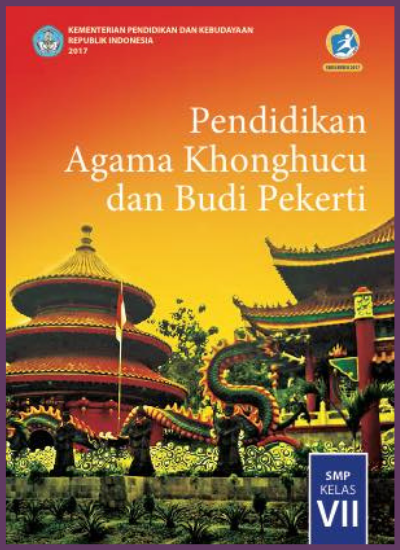 KEMENTERIAN PENDIDIKAN DAN KEBUDAYAAN
REPUBLIK INDONESIA
2017
Pendidikan
Agama Khonghucu
dan Budi Pekerti
SMP
KELAS
VII